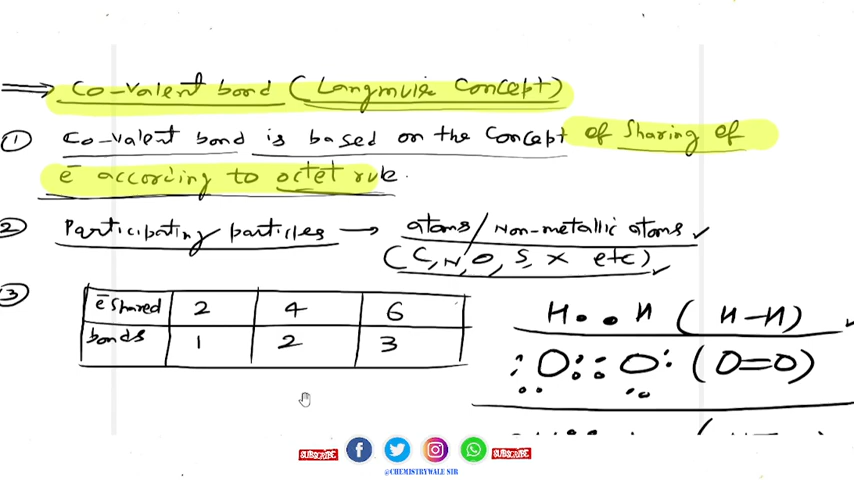 ⇒ Co-valent bond (Langmuir Concept)
① Co-valent bond is based on the concept of sharing of
ē according to octet rule.
② Participating particles → atoms/Non-metallic atoms ✓
(C, N, O, S, X etc) ✓
③
ē shared 2 4 6
bonds 1 2 3
H • • H (H-H) ✓
:O::O: (O=O)
SUBSCRIBE SUBSCRIBE
@CHEMISTRYWALE SIR